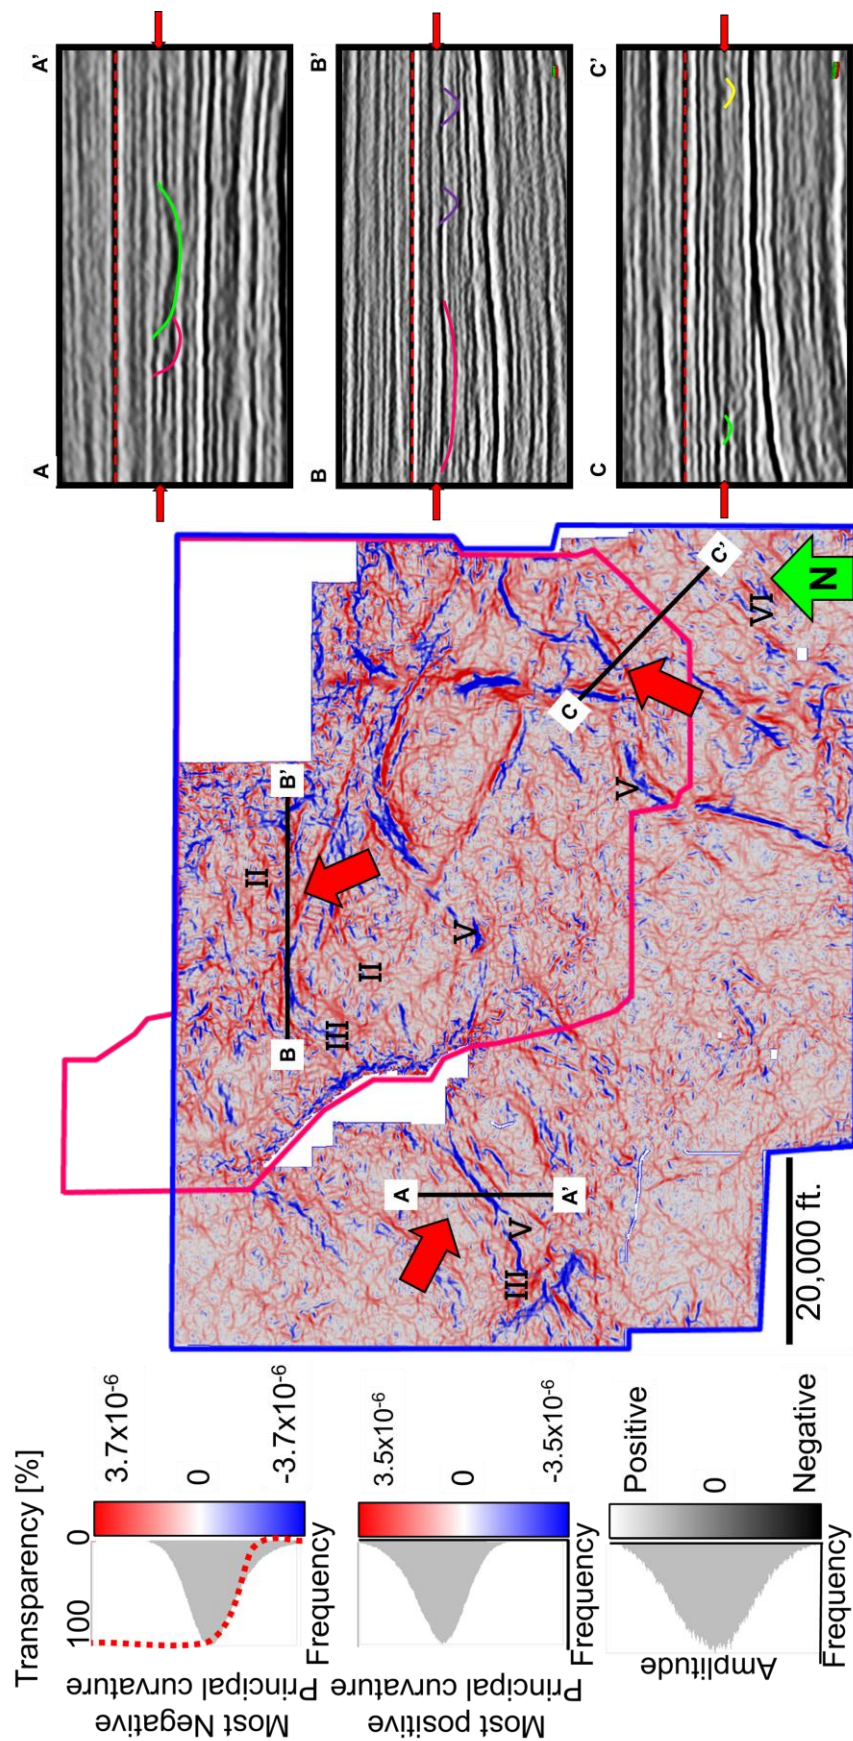 Transparency [%]
100
0
Most Negative
Principal curvature
3.7x10-6
0
-3.7x10-6
Frequency
Most positive
Principal curvature
3.5x10-6
0
-3.5x10-6
Frequency
Amplitude
Positive
0
Negative
Frequency
20,000 ft.
A
A'
B
B'
C
C'
II
II
III
III
V
V
V
VI
N
A
A'
B
B'
C
C'